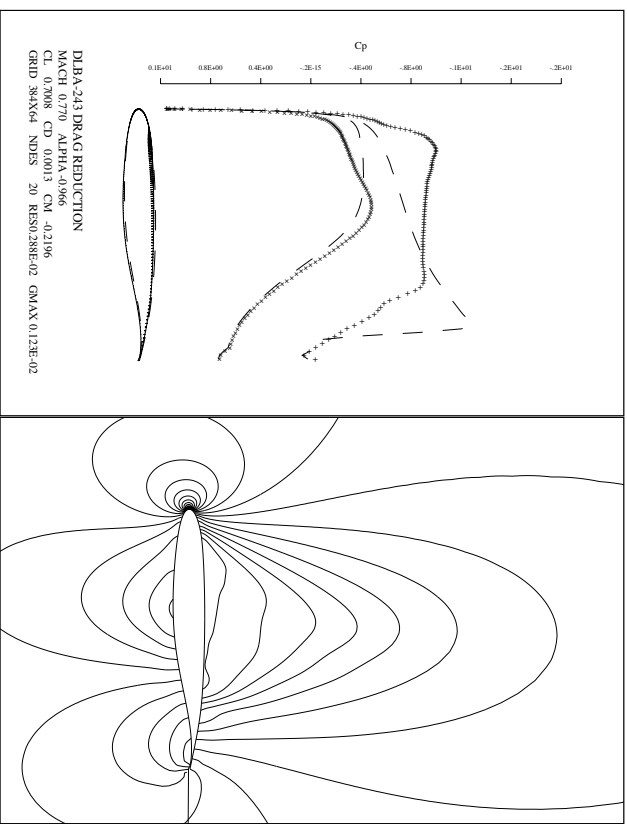 Cp
0.1E+01 0.8E+00 0.4E+00 -.2E-15 -.4E+00 -.8E+00 -.1E+01 -.2E+01 -.2E+01
DLBA-243 DRAG REDUCTION
MACH 0.770 ALPHA -0.966
CL 0.7008 CD 0.0013 CM -0.2196
GRID 384X64 NDES 20 RES0.288E-02 GMAX 0.123E-02